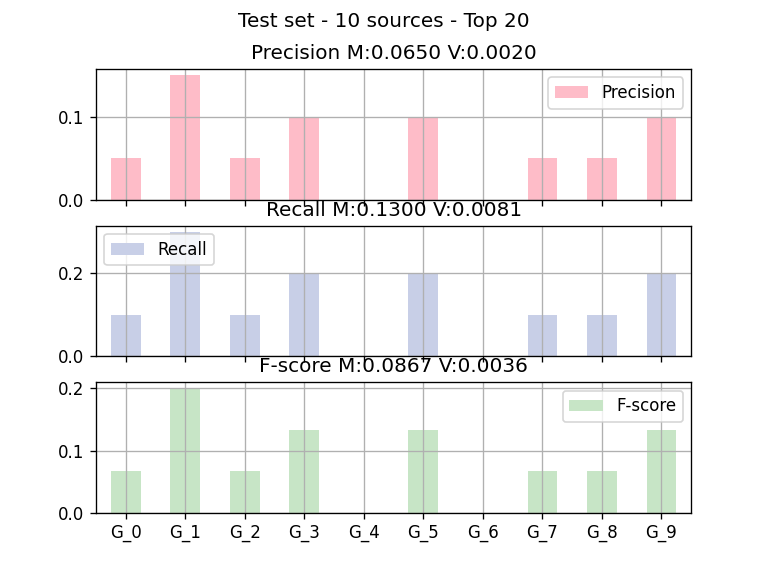 Test set - 10 sources - Top 20
Precision M:0.0650 V:0.0020
Precision
0.1
0.0
Recall M:0.1300 V:0.0081
Recall
0.2
0.0
F-score M:0.0867 V:0.0036
F-score
0.2
0.1
0.0
G_0 G_1 G_2 G_3 G_4 G_5 G_6 G_7 G_8 G_9